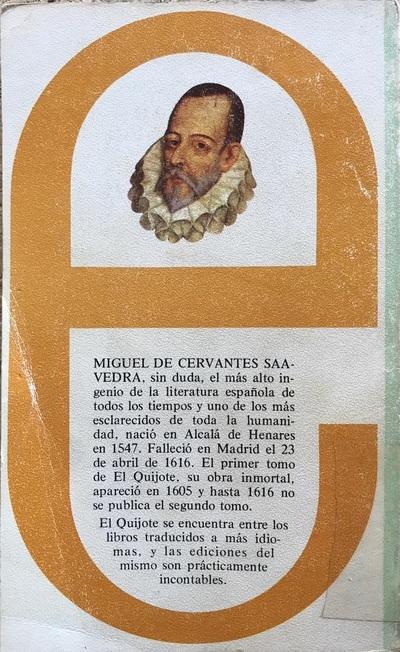 MIGUEL DE CERVANTES SAA-
VEDRA, sin duda, el más alto in-
genio de la literatura española de
todos los tiempos y uno de los más
esclarecidos de toda la humani-
dad, nació en Alcalá de Henares
en 1547. Falleció en Madrid el 23
de abril de 1616. El primer tomo
de El Quijote, su obra inmortal,
apareció en 1605 y hasta 1616 no
se publica el segundo tomo.
El Quijote se encuentra entre los
libros traducidos a más idio-
mas, y las ediciones del
mismo son prácticamente
incontables.